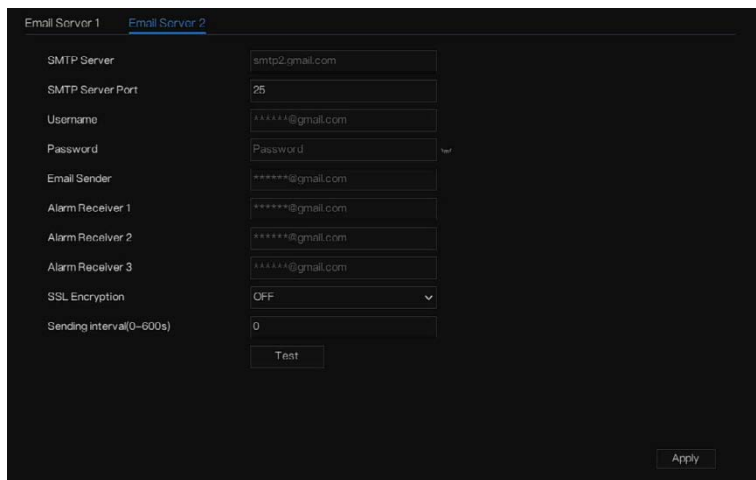 Email Server 1 Email Server 2
SMTP Server smtp2.gmail.com
SMTP Server Port 25
Username ******@gmail.com
Password Password
Email Sender ******@gmail.com
Alarm Receiver 1 ******@gmail.com
Alarm Receiver 2 ******@gmail.com
Alarm Receiver 3 ******@gmail.com
SSL Encryption OFF
Sending interval(0~600s) 0
Test
Apply